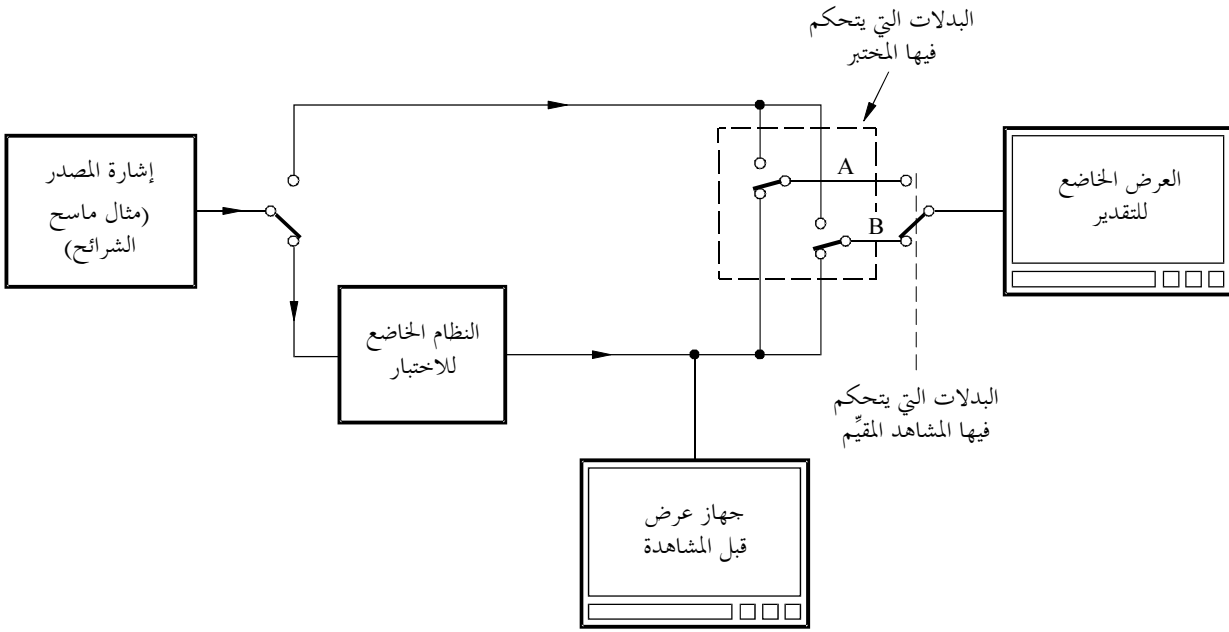 البدلات التي يتحكم
فيها المختبر
إشارة المصدر
(مثال ماسح
الشرائح)
A
B
العرض الخاضع
للتقدير
النظام الخاضع
للاختبار
البدلات التي يتحكم
فيها المشاهد المقيِّم
جهاز عرض
قبل المشاهدة